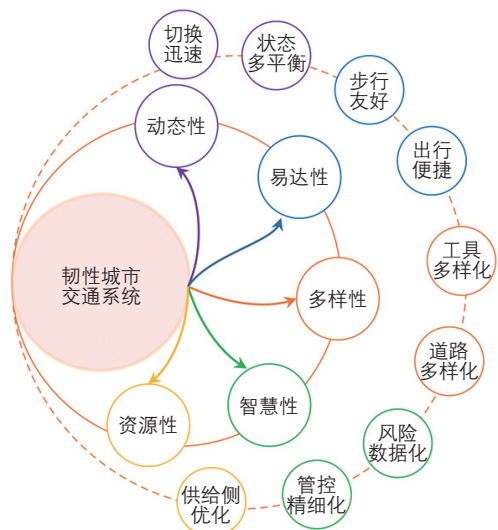 切换
迅速
状态
多平衡
步行
友好
出行
便捷
工具
多样化
道路
多样化
风险
数据化
管控
精细化
供给侧
优化
动态性
易达性
多样性
智慧性
资源性
韧性城市
交通系统